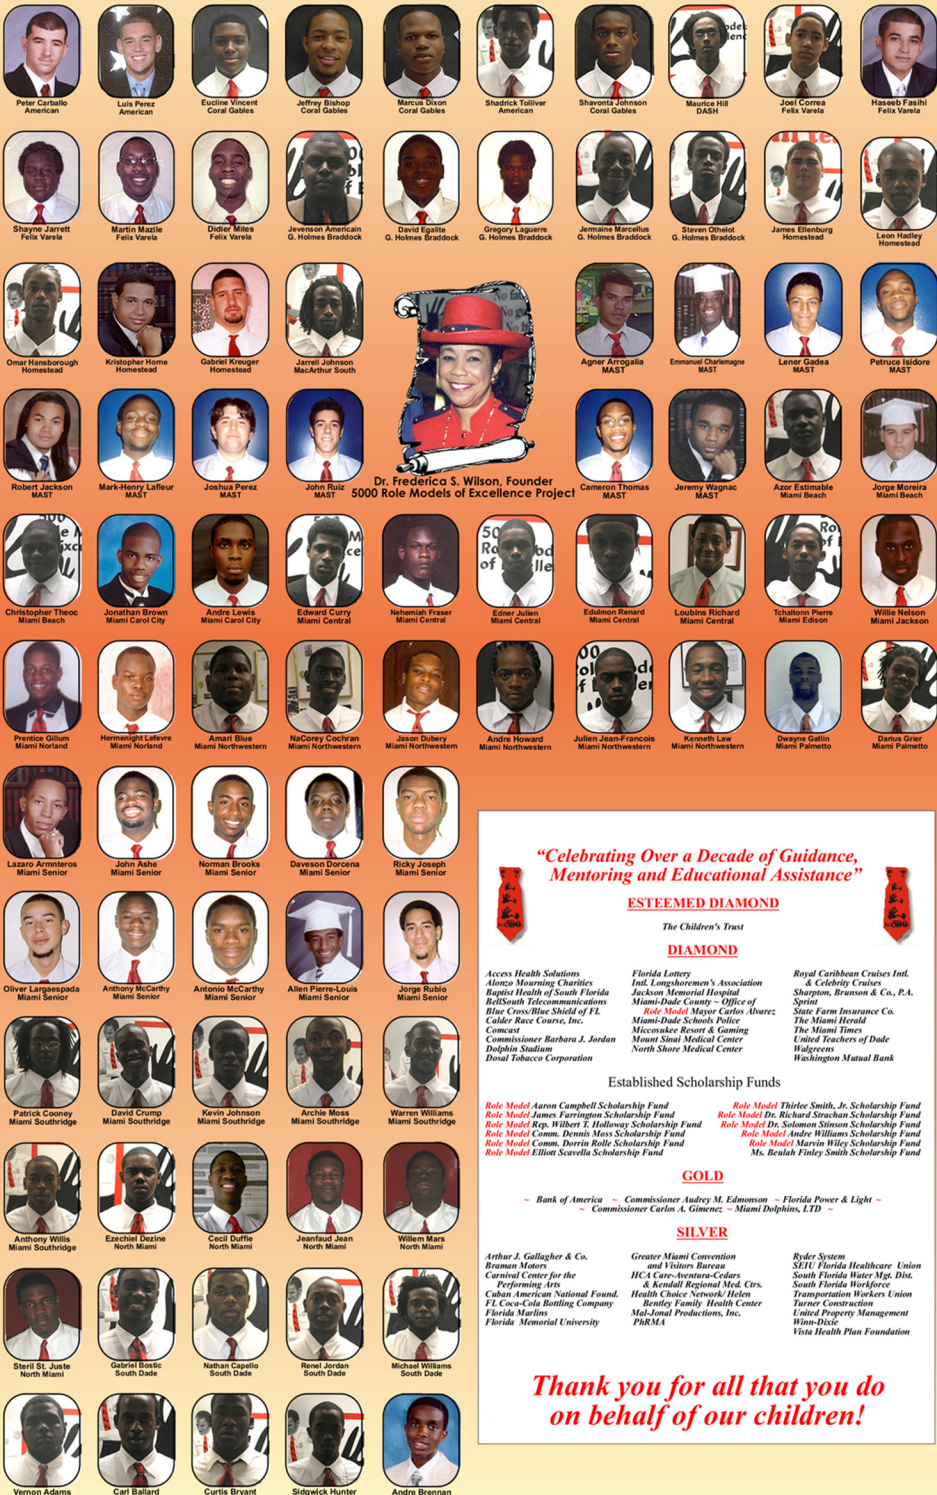 Peter Carballo
American
Luis Perez
American
Eucline Vincent
Coral Gables
Jeffrey Bishop
Coral Gables
Marcus Dixon
Coral Gables
Shadrick Tolliver
American
Shavonta Johnson
Coral Gables
Maurice Hill
DASH
Joel Correa
Felix Varela
Haseeb Fasihi
Felix Varela
Shayne Jarrett
Felix Varela
Martin Mazile
Felix Varela
Didier Miles
Felix Varela
Jevenson Americain
G. Holmes Braddock
David Egalite
G. Holmes Braddock
Gregory Laguerre
G. Holmes Braddock
Jermaine Marcellus
G. Holmes Braddock
Steven Othelot
G. Holmes Braddock
James Ellenburg
Homestead
Leon Hadley
Homestead
Omar Hansborough
Homestead
Kristopher Home
Homestead
Gabriel Kreuger
Homestead
Jarrell Johnson
MacArthur South
Agner Arrogalia
MAST
Emmanuel Charlemagne
MAST
Lener Gadea
MAST
Petruce Isidore
MAST
Robert Jackson
MAST
Mark-Henry Lafleur
MAST
Joshua Perez
MAST
John Ruiz
MAST
Dr. Frederica S. Wilson, Founder
5000 Role Models of Excellence Project
Cameron Thomas
MAST
Jeremy Wagnac
MAST
Azor Estimable
Miami Beach
Jorge Moreira
Miami Beach
Christopher Theoc
Miami Beach
Jonathan Brown
Miami Carol City
Andre Lewis
Miami Carol City
Edward Curry
Miami Central
Nehemiah Fraser
Miami Central
Edner Julien
Miami Central
Edulmon Renard
Miami Central
Loubins Richard
Miami Central
Tchaltonn Pierre
Miami Edison
Willie Nelson
Miami Jackson
Prentice Gillum
Miami Norland
Hermenight Lefevre
Miami Norland
Amari Blue
Miami Northwestern
NaCorey Cochran
Miami Northwestern
Jason Dubery
Miami Northwestern
Andre Howard
Miami Northwestern
Julien Jean-Francois
Miami Northwestern
Kenneth Law
Miami Northwestern
Dwayne Gatlin
Miami Palmetto
Darius Grier
Miami Palmetto
Lazaro Armnteros
Miami Senior
John Ashe
Miami Senior
Norman Brooks
Miami Senior
Daveson Dorcena
Miami Senior
Ricky Joseph
Miami Senior
Oliver Largaespada
Miami Senior
Anthony McCarthy
Miami Senior
Antonio McCarthy
Miami Senior
Allen Pierre-Louis
Miami Senior
Jorge Rubio
Miami Senior
Patrick Cooney
Miami Southridge
David Crump
Miami Southridge
Kevin Johnson
Miami Southridge
Archie Moss
Miami Southridge
Warren Williams
Miami Southridge
Anthony Willis
Miami Southridge
Ezechiel Dezine
North Miami
Cecil Duffie
North Miami
Jeanfaud Jean
North Miami
Willem Mars
North Miami
Steril St. Juste
North Miami
Gabriel Bostic
South Dade
Nathan Capello
South Dade
Renel Jordan
South Dade
Michael Williams
South Dade
Vernon Adams
Carl Ballard
Curtis Bryant
Sidgwick Hunter
Andre Brennan
“Celebrating Over a Decade of Guidance,
Mentoring and Educational Assistance”
ESTEEMED DIAMOND
The Children's Trust
DIAMOND
Access Health Solutions
Alonzo Mourning Charities
Baptist Health of South Florida
BellSouth Telecommunications
Blue Cross/Blue Shield of FL
Calder Race Course, Inc.
Comcast
Commissioner Barbara J. Jordan
Dolphin Stadium
Dosal Tobacco Corporation
Florida Lottery
Intl. Longshoremen's Association
Jackson Memorial Hospital
Miami-Dade County ~ Office of
Role Model Mayor Carlos Alvarez
Miami-Dade Schools Police
Miccosukee Resort & Gaming
Mount Sinai Medical Center
North Shore Medical Center
Royal Caribbean Cruises Intl.
& Celebrity Cruises
Sharpton, Brunson & Co., P.A.
Sprint
State Farm Insurance Co.
The Miami Herald
The Miami Times
United Teachers of Dade
Walgreens
Washington Mutual Bank
Established Scholarship Funds
Role Model Aaron Campbell Scholarship Fund
Role Model James Farrington Scholarship Fund
Role Model Rep. Wilbert T. Holloway Scholarship Fund
Role Model Comm. Dennis Moss Scholarship Fund
Role Model Comm. Dorrin Rolle Scholarship Fund
Role Model Elliott Scavella Scholarship Fund
Role Model Thirlee Smith, Jr. Scholarship Fund
Role Model Dr. Richard Strachan Scholarship Fund
Role Model Dr. Solomon Stinson Scholarship Fund
Role Model Andre Williams Scholarship Fund
Role Model Marvin Wiley Scholarship Fund
Ms. Beulah Finley Smith Scholarship Fund
GOLD
~ Bank of America ~ Commissioner Audrey M. Edmonson ~ Florida Power & Light ~
~ Commissioner Carlos A. Gimenez ~ Miami Dolphins, LTD ~
SILVER
Arthur J. Gallagher & Co.
Braman Motors
Carnival Center for the
Performing Arts
Cuban American National Found.
FL Coca-Cola Bottling Company
Florida Marlins
Florida Memorial University
Greater Miami Convention
and Visitors Bureau
HCA Care-Aventura-Cedars
& Kendall Regional Med. Ctrs.
Health Choice Network/ Helen
Bentley Family Health Center
Mal-Jonal Productions, Inc.
PhRMA
Ryder System
SEIU Florida Healthcare Union
South Florida Water Mgt. Dist.
South Florida Workforce
Transportation Workers Union
Turner Construction
United Property Management
Winn-Dixie
Vista Health Plan Foundation
Thank you for all that you do
on behalf of our children!